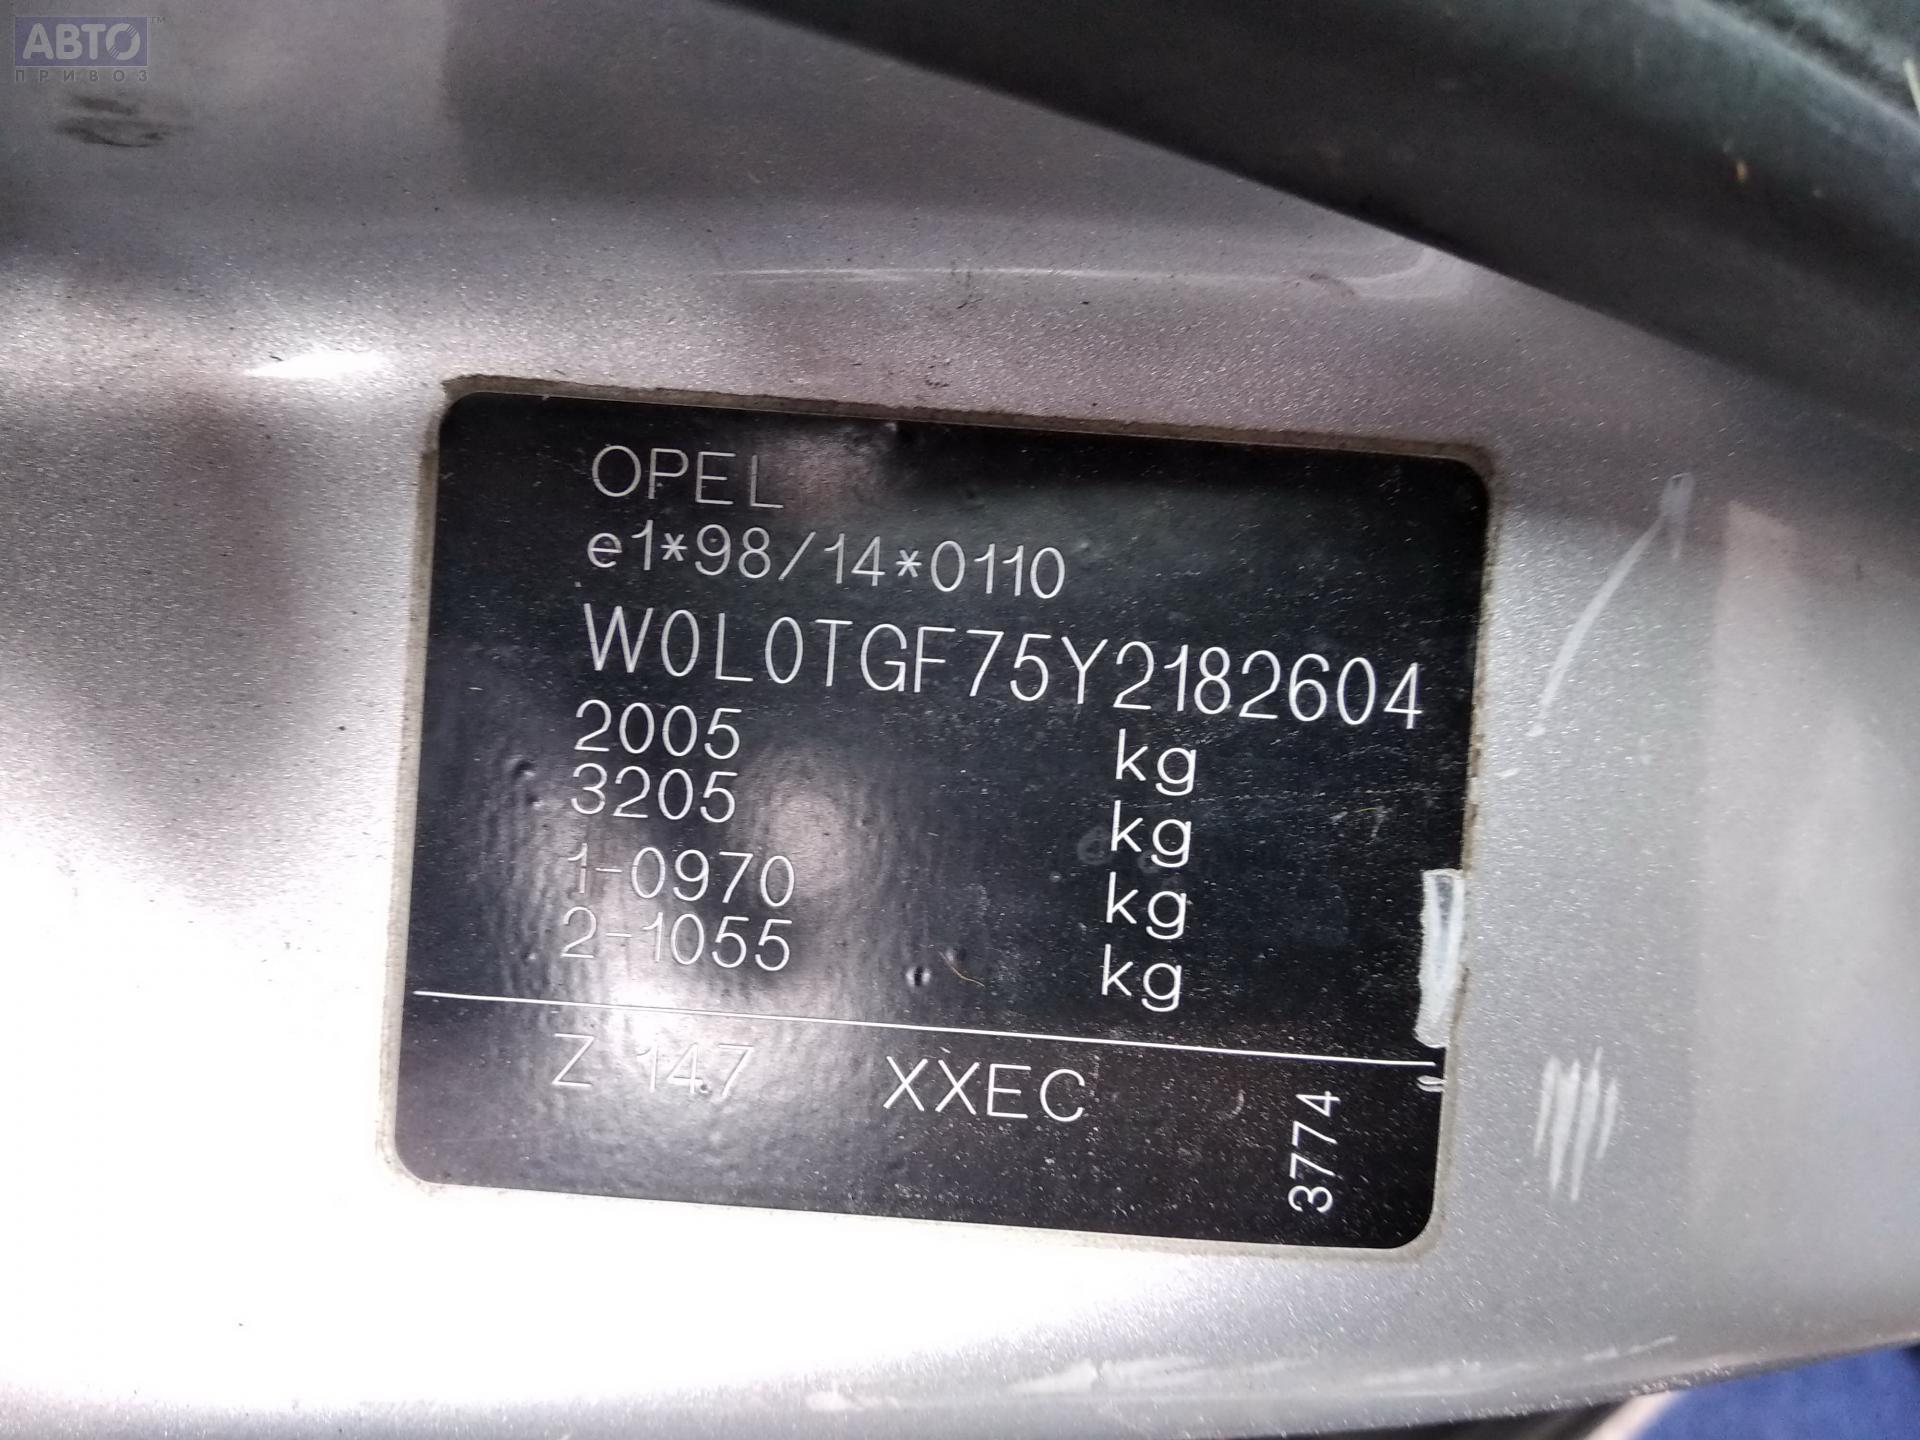 АВТО™
ПРИВОЗ
OPEL
e1*98/14*0110
W0L0TGF75Y2182604
2005 kg
3205 kg
1-0970 kg
2-1055 kg
Z 147 XXEC
3774